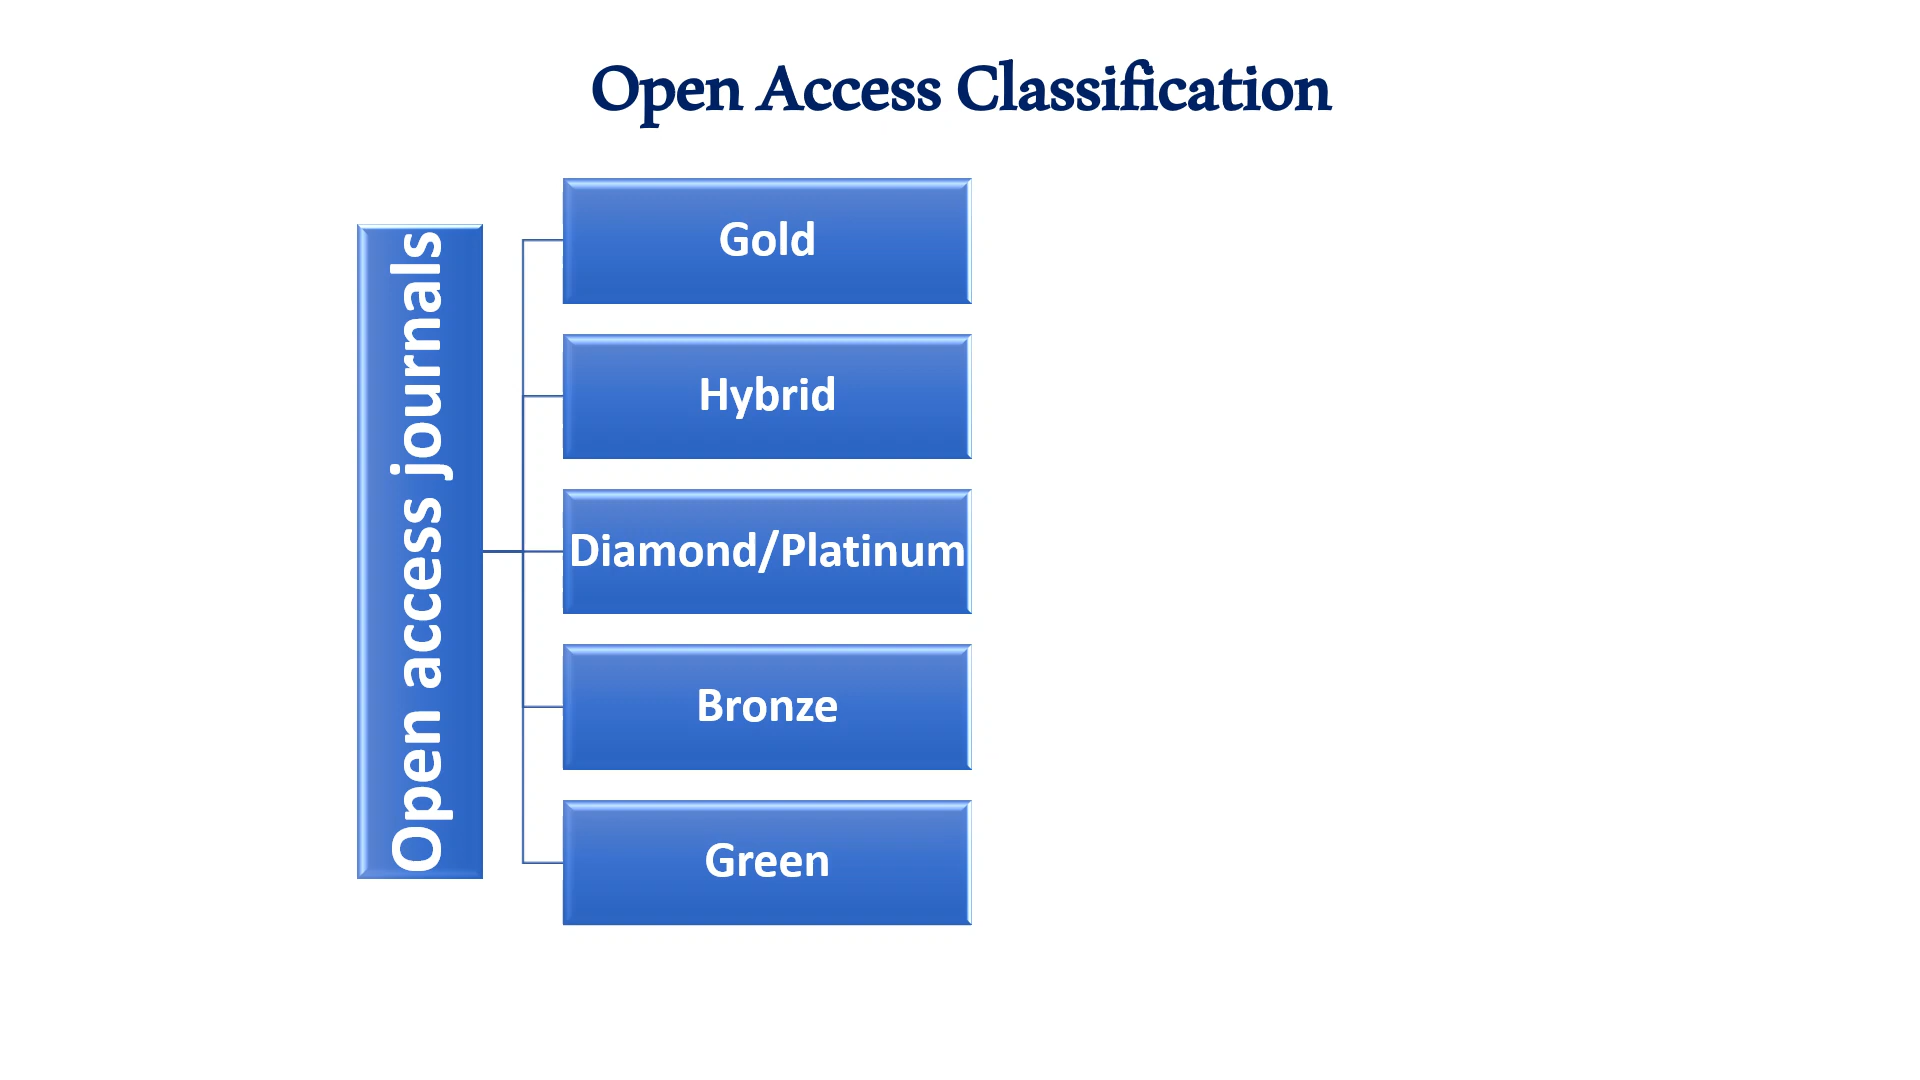 Open Access Classification
Open access journals
Gold
Hybrid
Diamond/Platinum
Bronze
Green